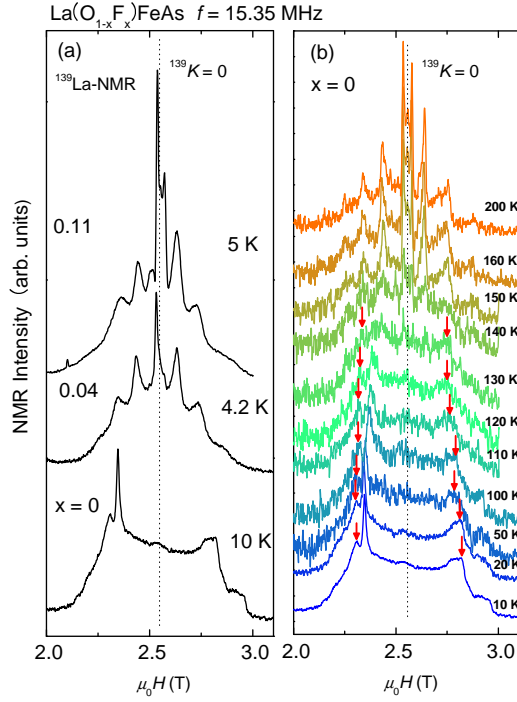 La(O₁₋ₓFₓ)FeAs f = 15.35 MHz
(a)
¹³⁹La-NMR
¹³⁹K = 0
0.11
5 K
0.04
4.2 K
x = 0
10 K
NMR Intensity (arb. units)
2.0 2.5 3.0
μ₀H (T)
(b)
¹³⁹K = 0
x = 0
200 K
160 K
150 K
140 K
130 K
120 K
110 K
100 K
50 K
20 K
10 K
2.0 2.5 3.0
μ₀H (T)